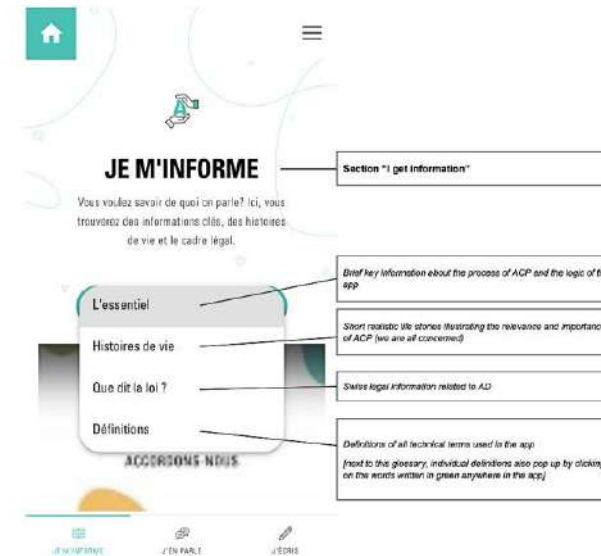 A
JE M'INFORME
Vous voulez savoir de quoi on parle? Ici, vous
trouverez des informations clés, des histoires
de vie et le cadre légal.
L'essentiel
Histoires de vie
Que dit la loi ?
Définitions
ACCORDONS-NOUS
JE M'INFORME
J'EN PARLE
J'ÉCRIS
Section "I get information"
Brief key information about the process of ACP and the logic of th
app
Short realistic life stories illustrating the relevance and importance
of ACP (we are all concerned)
Swiss legal information related to AD
Definitions of all technical terms used in the app
[next to this glossary, individual definitions also pop up by clicking
on the words written in green anywhere in the app]